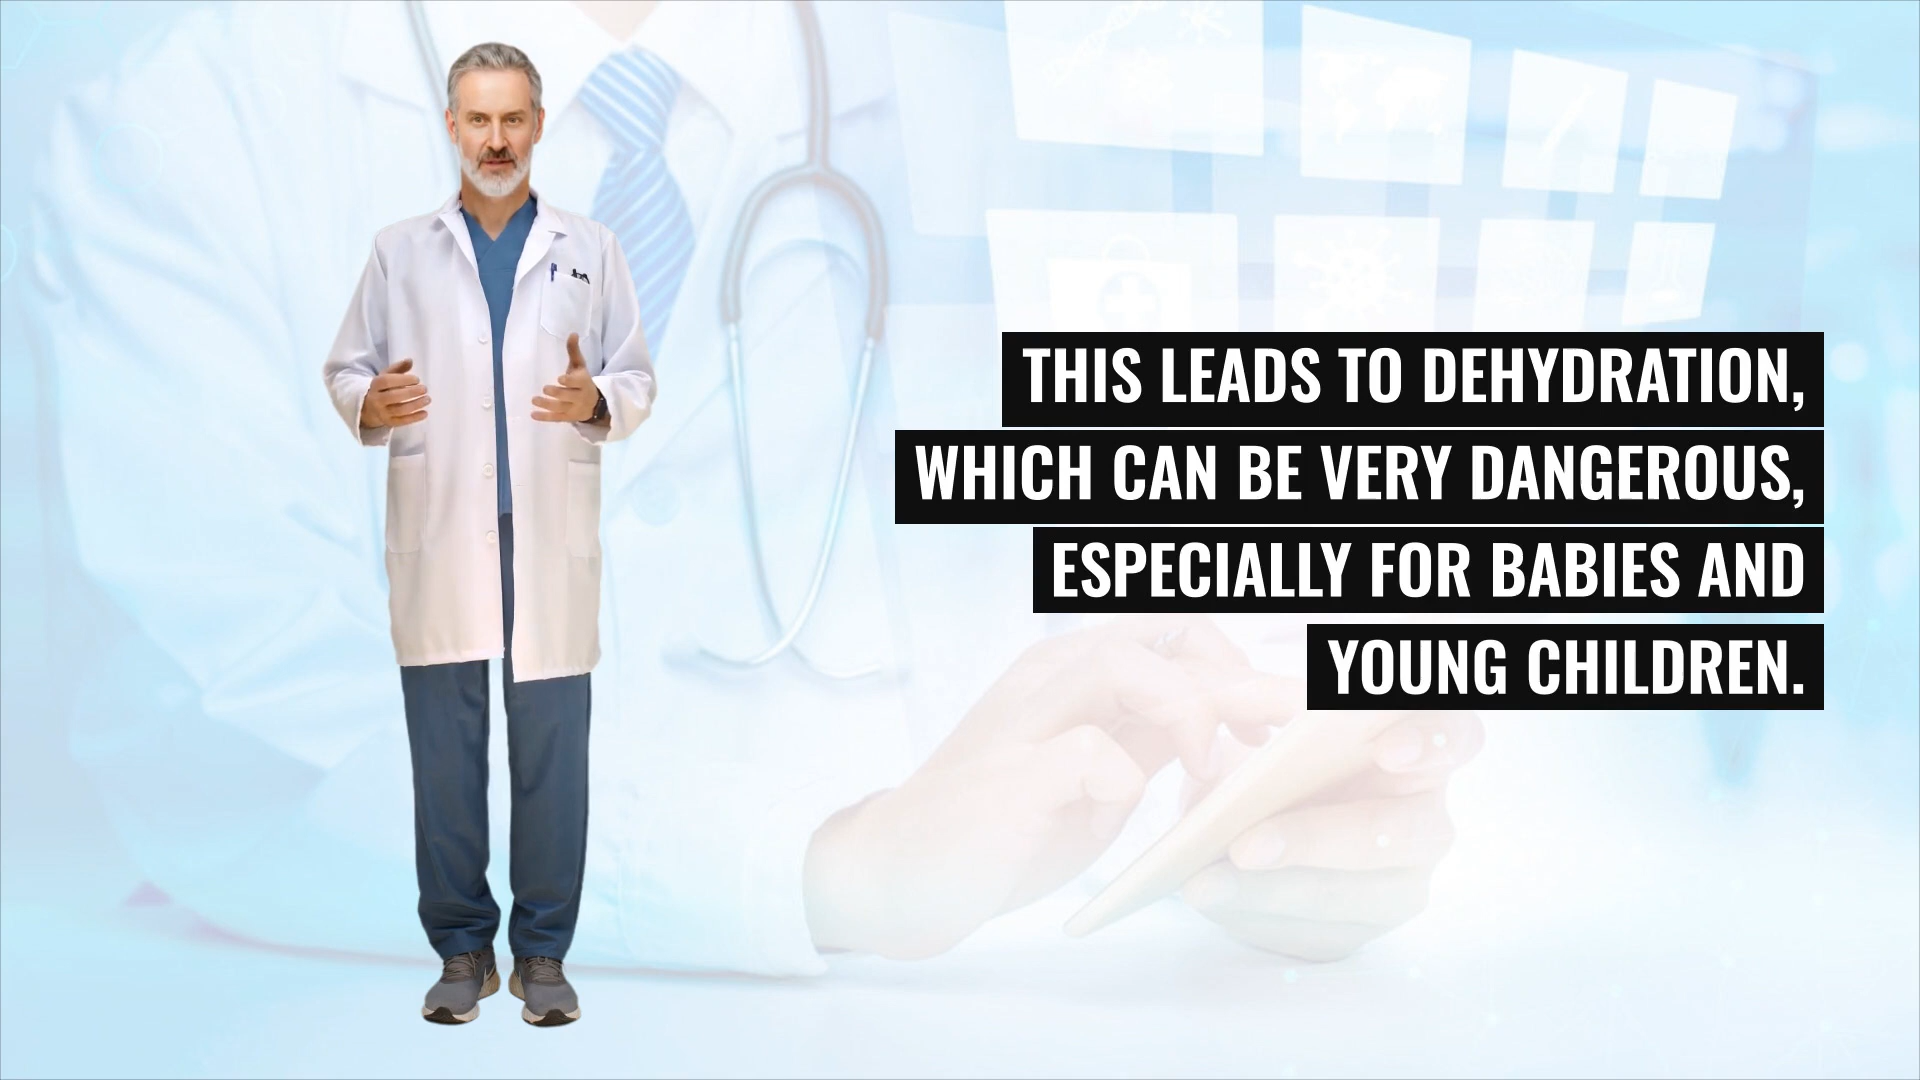 THIS LEADS TO DEHYDRATION,
WHICH CAN BE VERY DANGEROUS,
ESPECIALLY FOR BABIES AND
YOUNG CHILDREN.